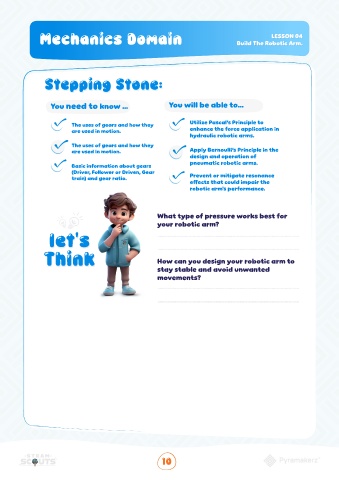 Mechanics Domain
LESSON 04
Build The Robotic Arm.
Stepping Stone:
You need to know ...
The uses of gears and how they
are used in motion.
The uses of gears and how they
are used in motion.
Basic information about gears
(Driver, Follower or Driven, Gear
train) and gear ratio.
You will be able to...
Utilize Pascal's Principle to
enhance the force application in
hydraulic robotic arms.
Apply Bernoulli's Principle in the
design and operation of
pneumatic robotic arms.
Prevent or mitigate resonance
effects that could impair the
robotic arm's performance.
let's
Think
What type of pressure works best for
your robotic arm?
How can you design your robotic arm to
stay stable and avoid unwanted
movements?
SCOUTS
10